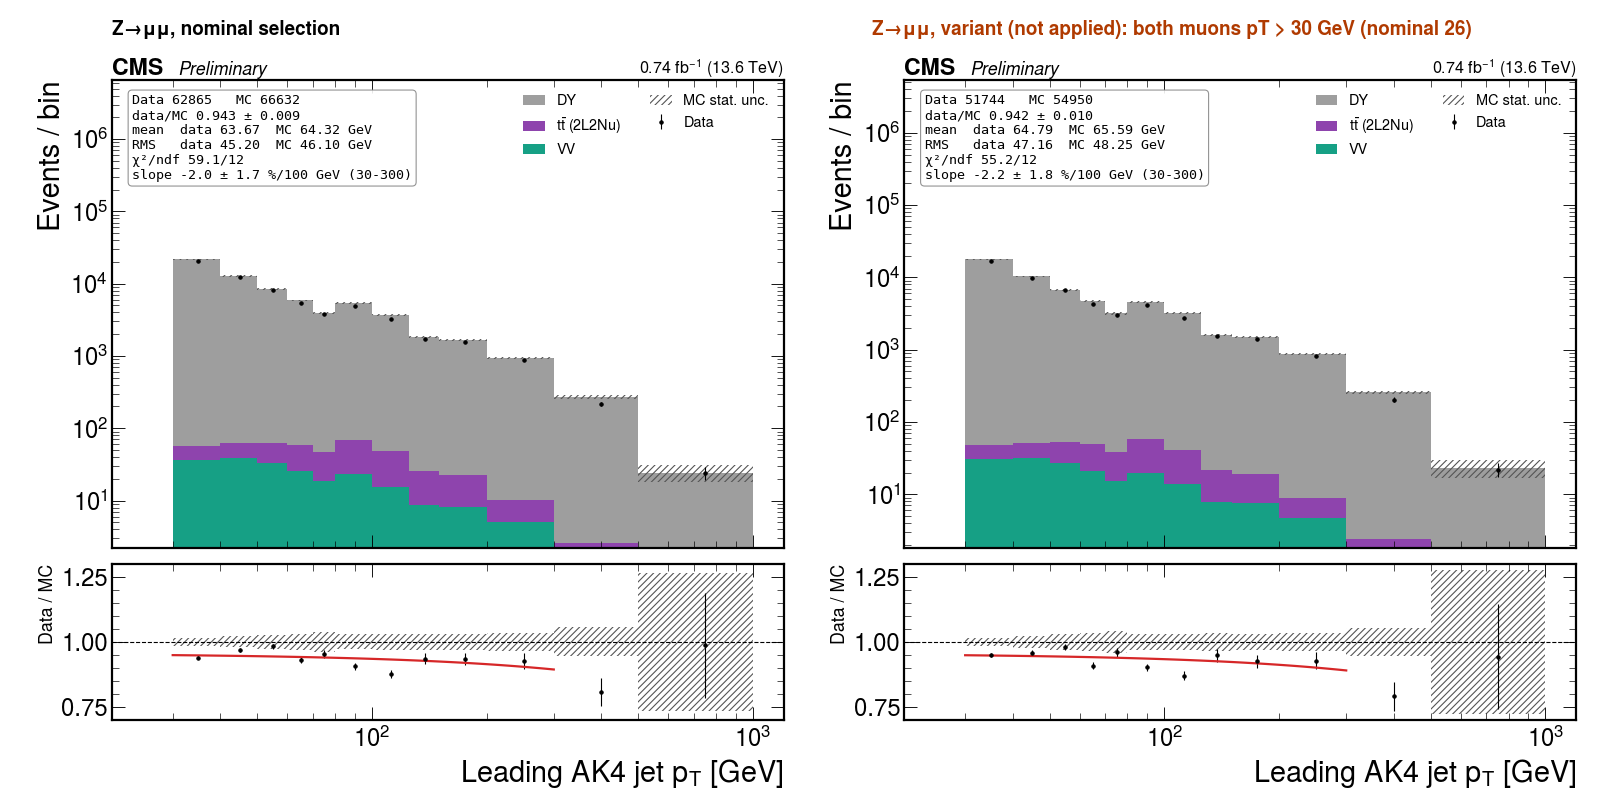 Z→μμ, nominal selection
CMS Preliminary
0.74 fb⁻¹ (13.6 TeV)
Events / bin
Data 62865   MC 66632
data/MC 0.943 ± 0.009
mean  data 63.67  MC 64.32 GeV
RMS   data 45.20  MC 46.10 GeV
χ²/ndf 59.1/12
slope -2.0 ± 1.7 %/100 GeV (30-300)
DY
tt̄ (2L2Nu)
VV
MC stat. unc.
Data
10⁶
10⁵
10⁴
10³
10²
10¹
Data / MC
1.25
1.00
0.75
10²
10³
Leading AK4 jet p_T [GeV]
Z→μμ, variant (not applied): both muons pT > 30 GeV (nominal 26)
CMS Preliminary
0.74 fb⁻¹ (13.6 TeV)
Events / bin
Data 51744   MC 54950
data/MC 0.942 ± 0.010
mean  data 64.79  MC 65.59 GeV
RMS   data 47.16  MC 48.25 GeV
χ²/ndf 55.2/12
slope -2.2 ± 1.8 %/100 GeV (30-300)
DY
tt̄ (2L2Nu)
VV
MC stat. unc.
Data
10⁶
10⁵
10⁴
10³
10²
10¹
Data / MC
1.25
1.00
0.75
10²
10³
Leading AK4 jet p_T [GeV]